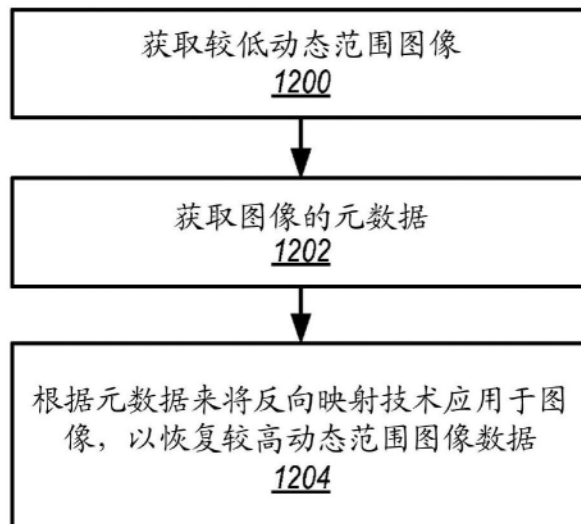 获取较低动态范围图像
1200
获取图像的元数据
1202
根据元数据来将反向映射技术应用于图
像，以恢复较高动态范围图像数据
1204